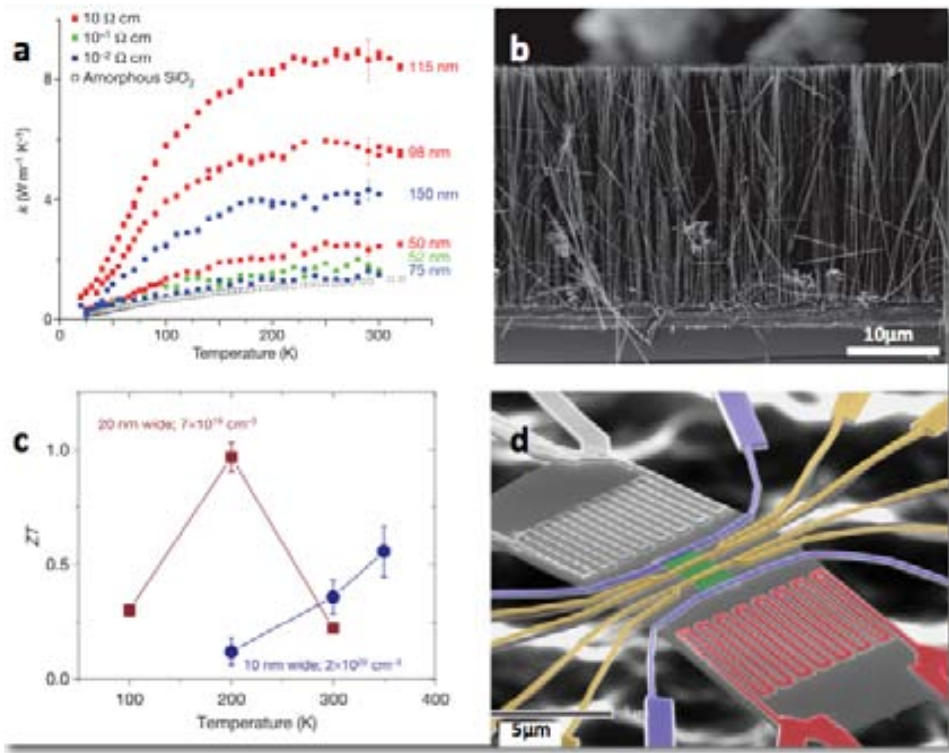 a
10 Ω cm
10⁻¹ Ω cm
10⁻² Ω cm
Amorphous SiO₂
115 nm
98 nm
150 nm
50 nm
52 nm
75 nm
k (W m⁻¹ K⁻¹)
8
4
0
0
100
200
300
Temperature (K)
b
10µm
c
20 nm wide; 7×10¹⁹ cm⁻³
10 nm wide; 2×10²⁰ cm⁻³
ZT
1.0
0.5
0.0
100
200
300
400
Temperature (K)
d
5µm